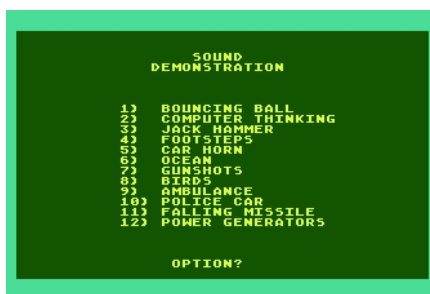 SOUND
DEMONSTRATION
1) BOUNCING BALL
2) COMPUTER THINKING
3) JACK HAMMER
4) FOOTSTEPS
5) CAR HORN
6) OCEAN
7) GUNSHOTS
8) BIRDS
9) AMBULANCE
10) POLICE CAR
11) FALLING MISSILE
12) POWER GENERATORS
OPTION?